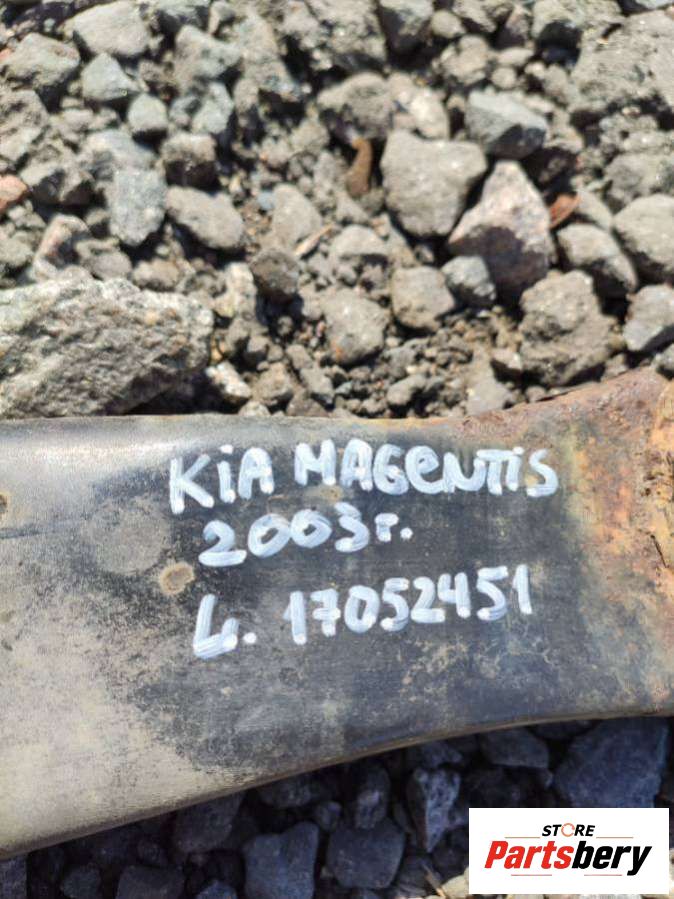 KiA MAGeNTiS
2003г.
L. 17052451
STORE
Partsbery